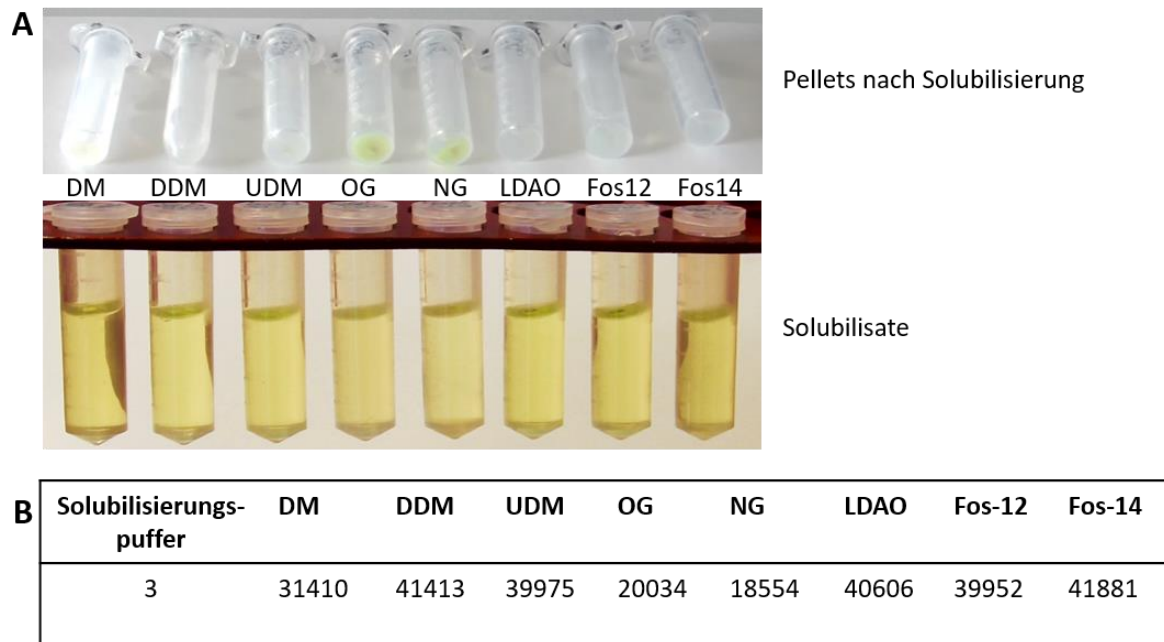 A
Pellets nach Solubilisierung
DM DDM UDM OG NG LDAO Fos12 Fos14
Solubilisate
B
Solubilisierungs-
puffer DM DDM UDM OG NG LDAO Fos-12 Fos-14
3 31410 41413 39975 20034 18554 40606 39952 41881